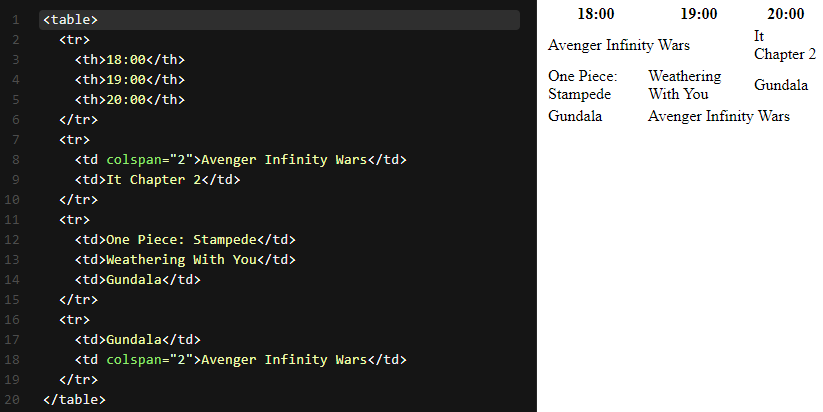 1 <table>
2   <tr>
3     <th>18:00</th>
4     <th>19:00</th>
5     <th>20:00</th>
6   </tr>
7   <tr>
8     <td colspan="2">Avenger Infinity Wars</td>
9     <td>It Chapter 2</td>
10   </tr>
11   <tr>
12     <td>One Piece: Stampede</td>
13     <td>Weathering With You</td>
14     <td>Gundala</td>
15   </tr>
16   <tr>
17     <td>Gundala</td>
18     <td colspan="2">Avenger Infinity Wars</td>
19   </tr>
20 </table>
18:00 19:00 20:00
Avenger Infinity Wars It
Chapter 2
One Piece: Weathering Gundala
Stampede With You
Gundala Avenger Infinity Wars